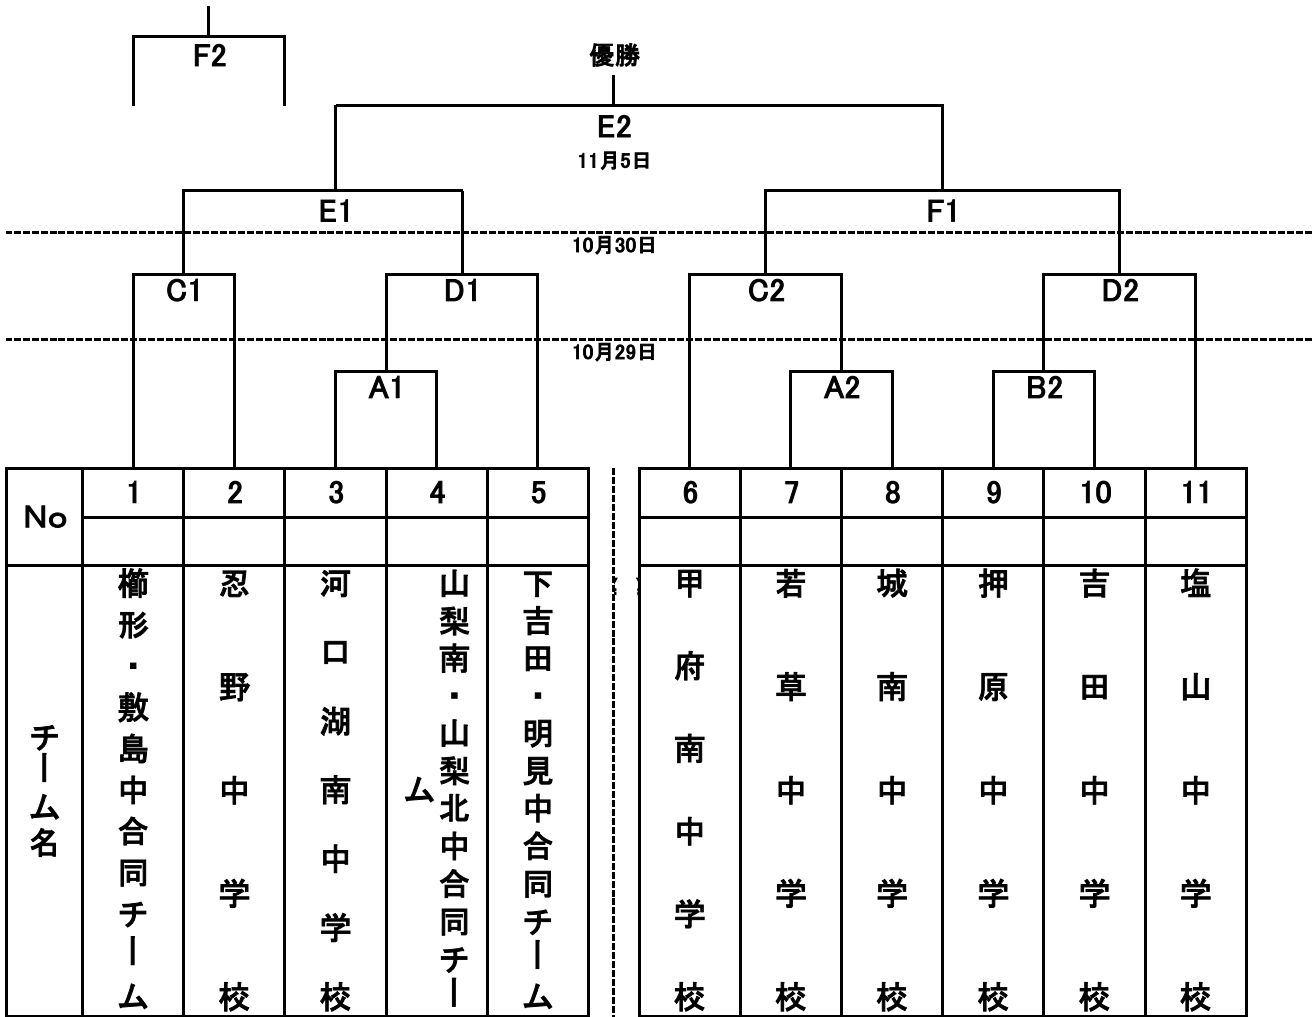 F2
優勝
E2
11月5日
E1
F1
10月30日
C1
D1
C2
D2
10月29日
A1
A2
B2
No
1
2
3
4
5
6
7
8
9
10
11
チーム名
櫛形・敷島中合同チーム
忍野中学校
河口湖南中学校
山梨南・山梨北中合同チー
ム
下吉田・明見中合同チーム
甲府南中学校
若草中学校
城南中学校
押原中学校
吉田中学校
塩山中学校